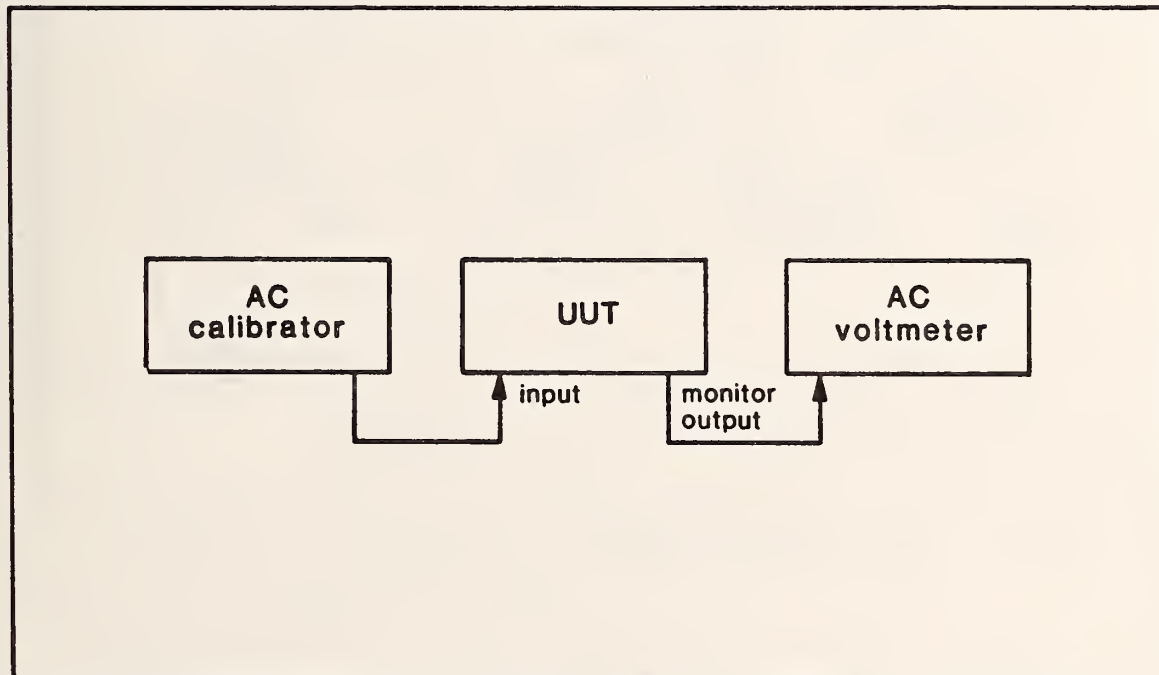 AC
calibrator
UUT
AC
voltmeter
input
monitor
output